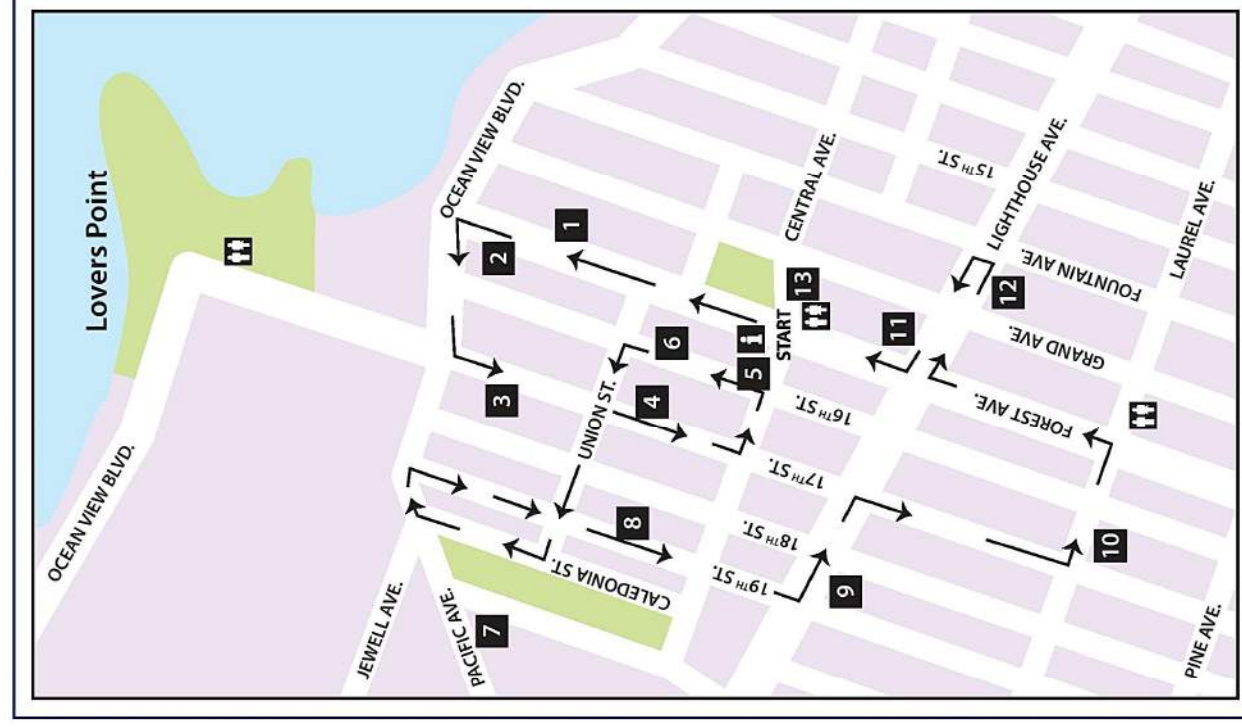 Lovers Point
OCEAN VIEW BLVD.
OCEAN VIEW BLVD.
1
2
3
CENTRAL AVE.
15TH ST.
LIGHTHOUSE AVE.
LAUREL AVE.
FOUNTAIN AVE.
GRAND AVE.
FOREST AVE.
13
START
i
12
11
6
5
4
UNION ST.
16TH ST.
17TH ST.
18TH ST.
19TH ST.
8
CALEDONIA ST.
JEWELL AVE.
PACIFIC AVE.
7
9
10
PINE AVE.